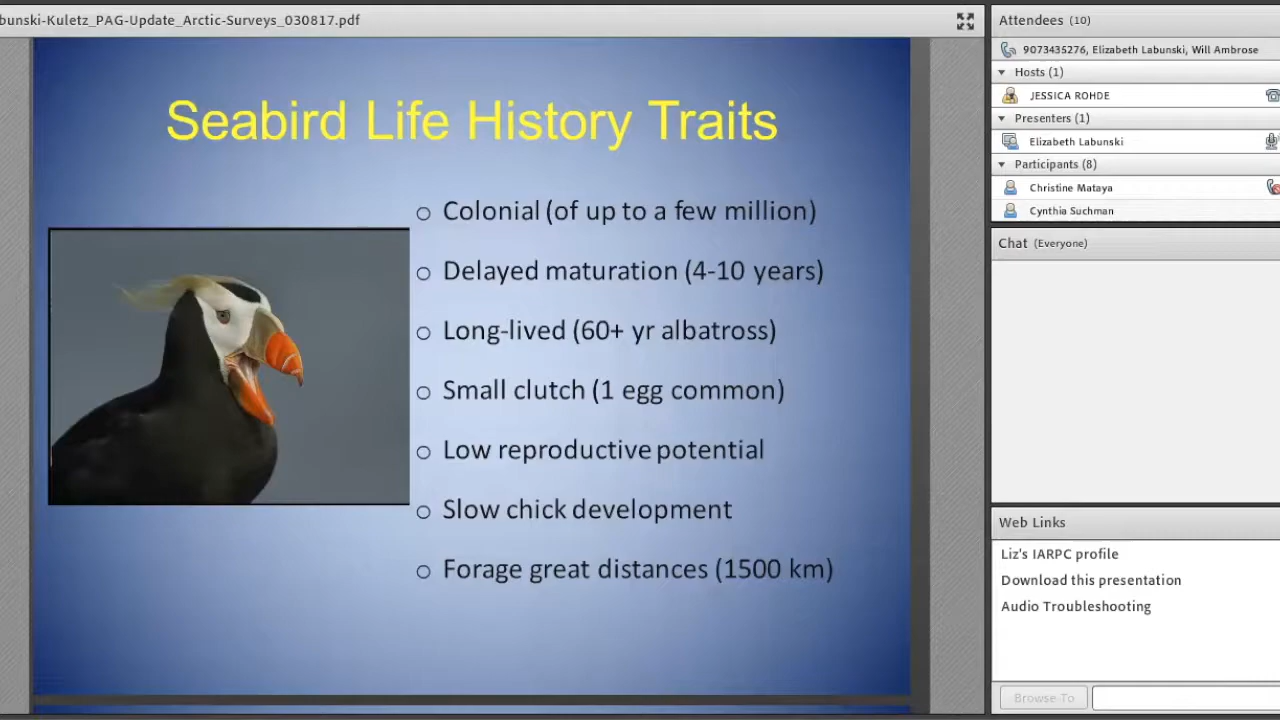 bunski-Kuletz_PAG-Update_Arctic-Surveys_030817.pdf
Seabird Life History Traits
Colonial (of up to a few million)
Delayed maturation (4-10 years)
Long-lived (60+ yr albatross)
Small clutch (1 egg common)
Low reproductive potential
Slow chick development
Forage great distances (1500 km)
Attendees (10)
9073435276, Elizabeth Labunski, Will Ambrose
Hosts (1)
JESSICA ROHDE
Presenters (1)
Elizabeth Labunski
Participants (8)
Christine Mataya
Cynthia Suchman
Chat (Everyone)
Web Links
Liz's IARPC profile
Download this presentation
Audio Troubleshooting
Browse To